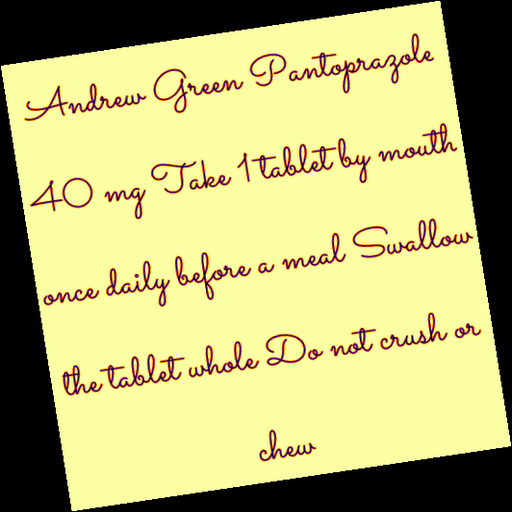 Andrew Green Pantoprazole
40 mg Take 1 tablet by mouth
once daily before a meal Swallow
the tablet whole Do not crush or
chew